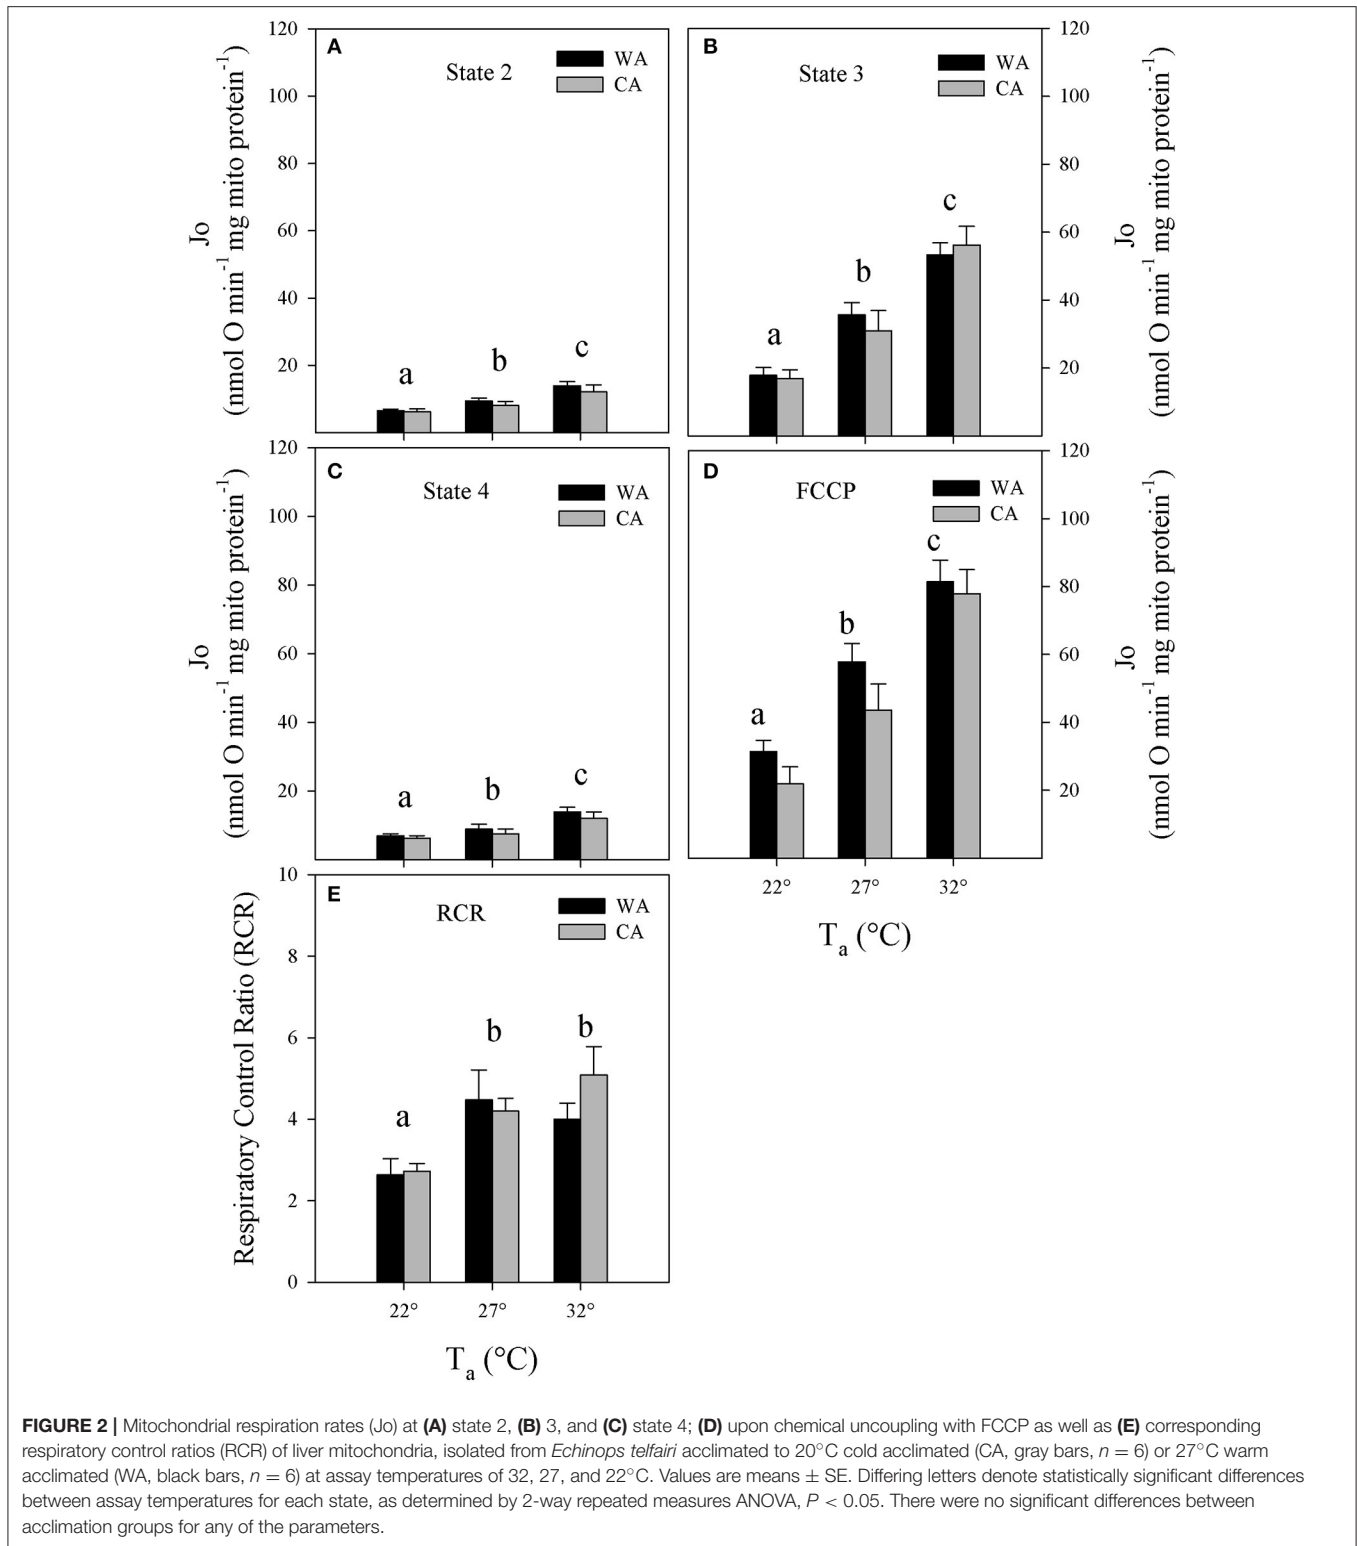 A
State 2
WA
CA
120
100
80
60
40
20
Jo
(nmol O min-1 mg mito protein-1)
a
b
c
B
State 3
WA
CA
120
100
80
60
40
20
Jo
(nmol O min-1 mg mito protein-1)
a
b
c
C
State 4
WA
CA
120
100
80
60
40
20
Jo
(nmol O min-1 mg mito protein-1)
a
b
c
D
FCCP
WA
CA
120
100
80
60
40
20
Jo
(nmol O min-1 mg mito protein-1)
a
b
c
22°
27°
32°
Ta (°C)
E
RCR
WA
CA
10
8
6
4
2
0
Respiratory Control Ratio (RCR)
a
b
b
22°
27°
32°
Ta (°C)
FIGURE 2 | Mitochondrial respiration rates (Jo) at (A) state 2, (B) 3, and (C) state 4; (D) upon chemical uncoupling with FCCP as well as (E) corresponding
respiratory control ratios (RCR) of liver mitochondria, isolated from Echinops telfairi acclimated to 20°C cold acclimated (CA, gray bars, n = 6) or 27°C warm
acclimated (WA, black bars, n = 6) at assay temperatures of 32, 27, and 22°C. Values are means ± SE. Differing letters denote statistically significant differences
between assay temperatures for each state, as determined by 2-way repeated measures ANOVA, P < 0.05. There were no significant differences between
acclimation groups for any of the parameters.